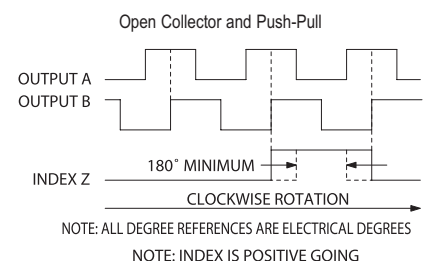 Open Collector and Push-Pull
OUTPUT A
OUTPUT B
180° MINIMUM
INDEX Z
CLOCKWISE ROTATION
NOTE: ALL DEGREE REFERENCES ARE ELECTRICAL DEGREES
NOTE: INDEX IS POSITIVE GOING